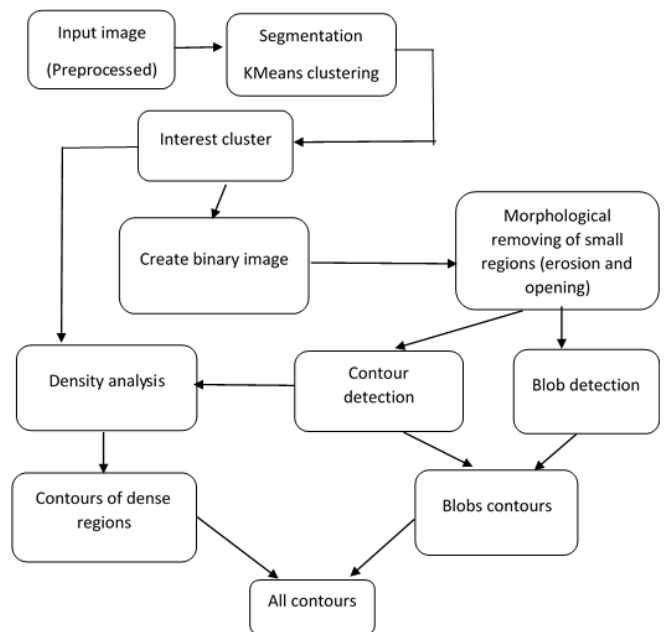 Input image
(Preprocessed)
Segmentation
KMeans clustering
Interest cluster
Create binary image
Morphological
removing of small
regions (erosion and
opening)
Density analysis
Contour
detection
Blob detection
Contours of dense
regions
Blobs contours
All contours